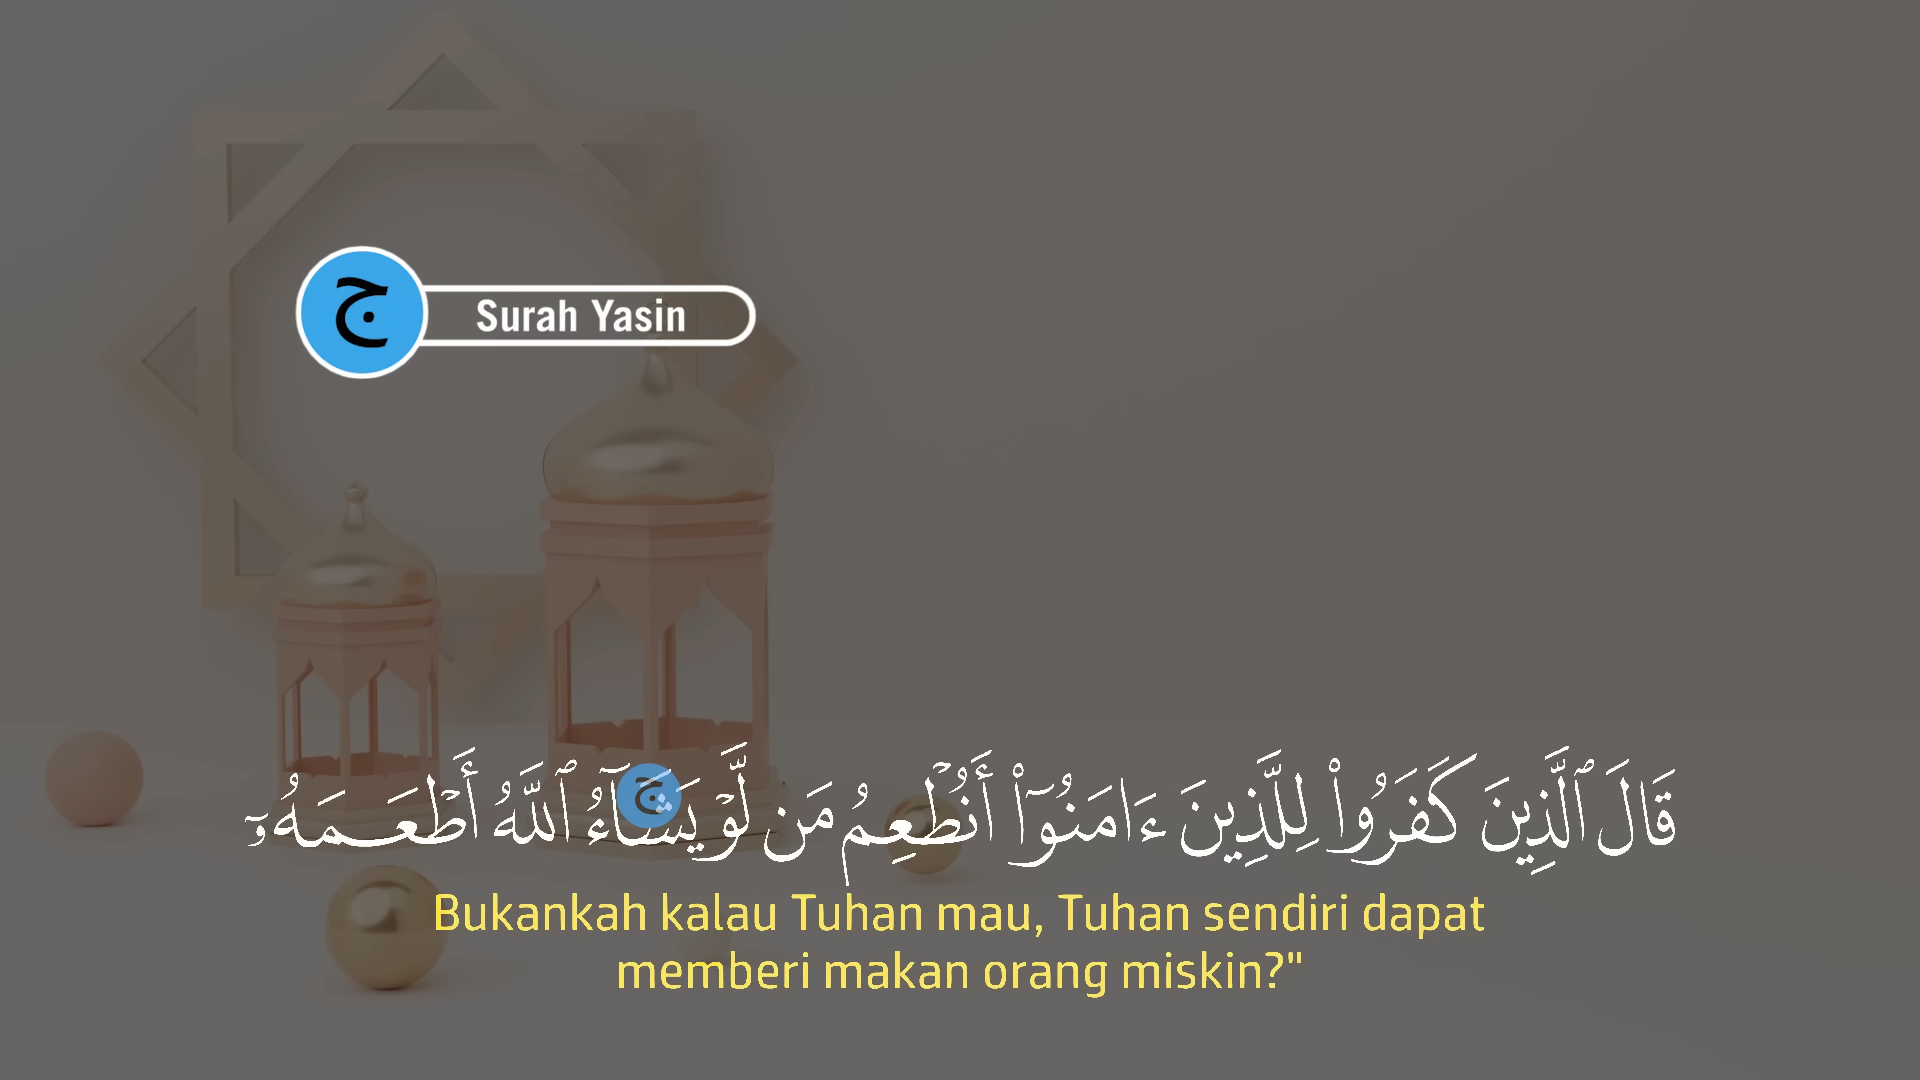 ج
Surah Yasin
قَالَ ٱلَّذِينَ كَفَرُوا۟ لِلَّذِينَ ءَامَنُوٓا۟ أَنُطْعِمُ مَن لَّوْ يَشَآءُ ٱللَّهُ أَطْعَمَهُۥٓ
ج
Bukankah kalau Tuhan mau, Tuhan sendiri dapat
memberi makan orang miskin?"